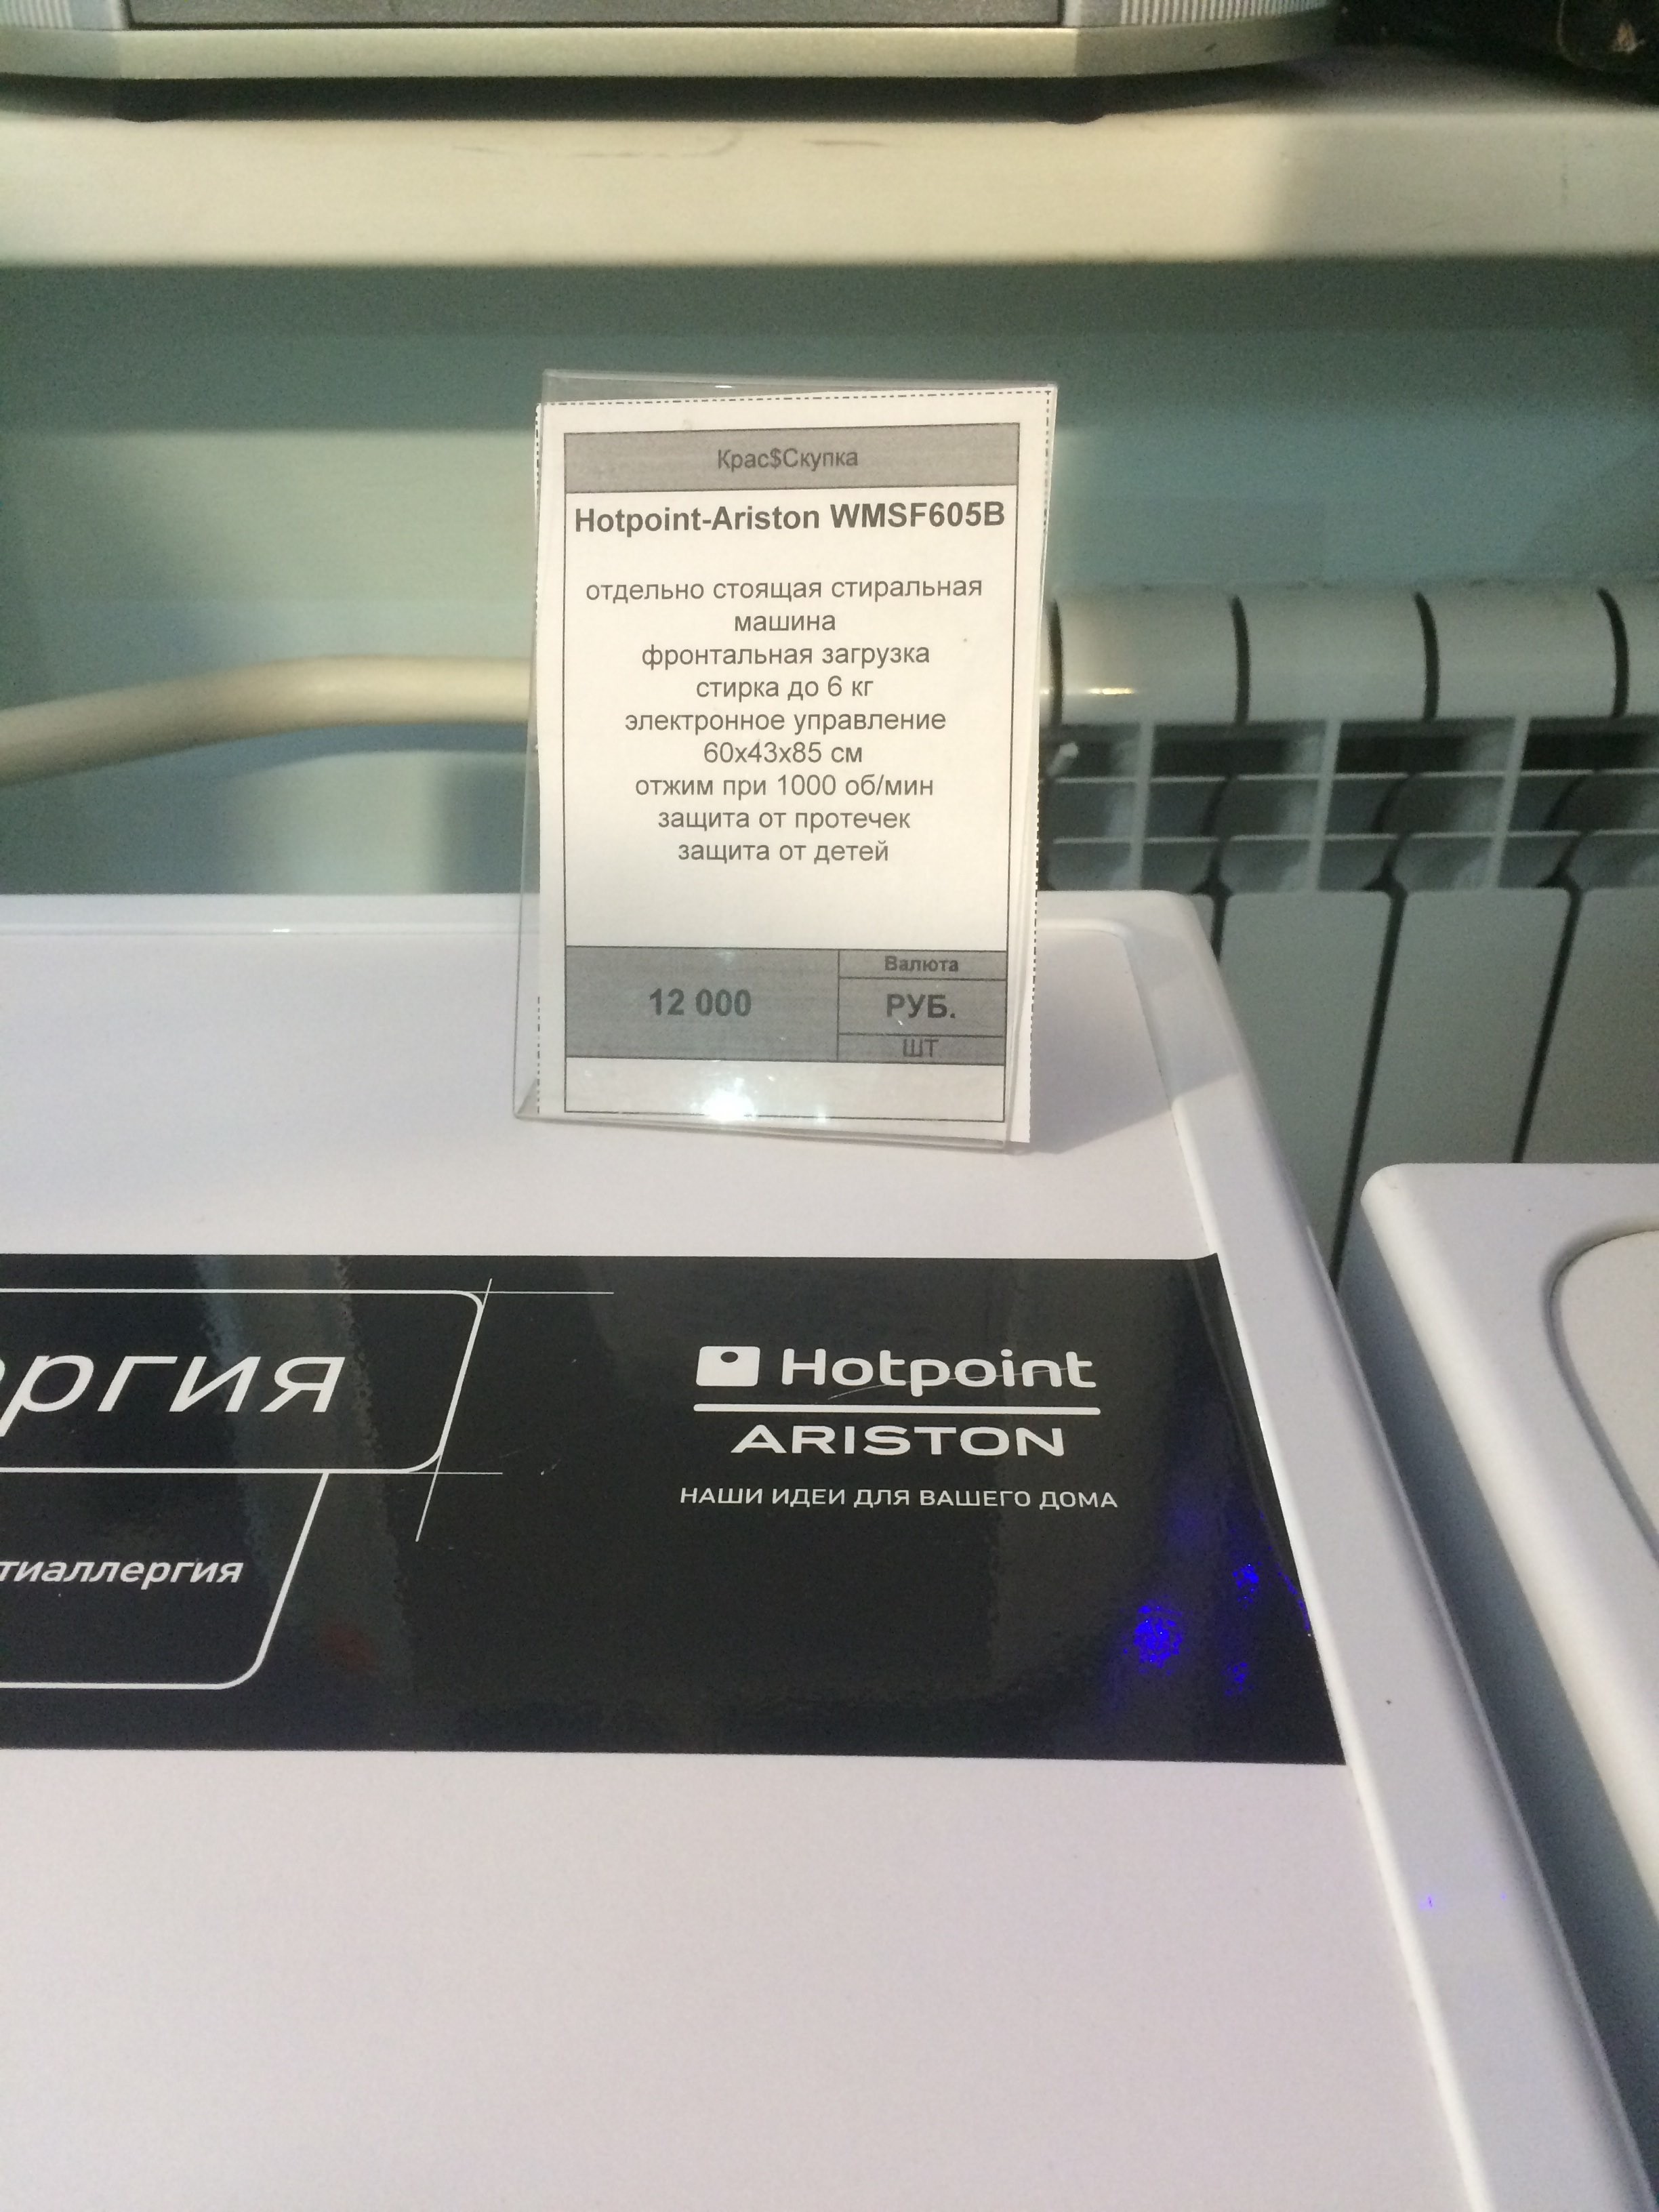 Крас$Скупка
Hotpoint-Ariston WMSF605B
отдельно стоящая стиральная
машина
фронтальная загрузка
стирка до 6 кг
электронное управление
60x43x85 см
отжим при 1000 об/мин
защита от протечек
защита от детей
12 000
Валюта
РУБ.
ШТ
ргия
Hotpoint
ARISTON
НАШИ ИДЕИ ДЛЯ ВАШЕГО ДОМА
тиаллергия